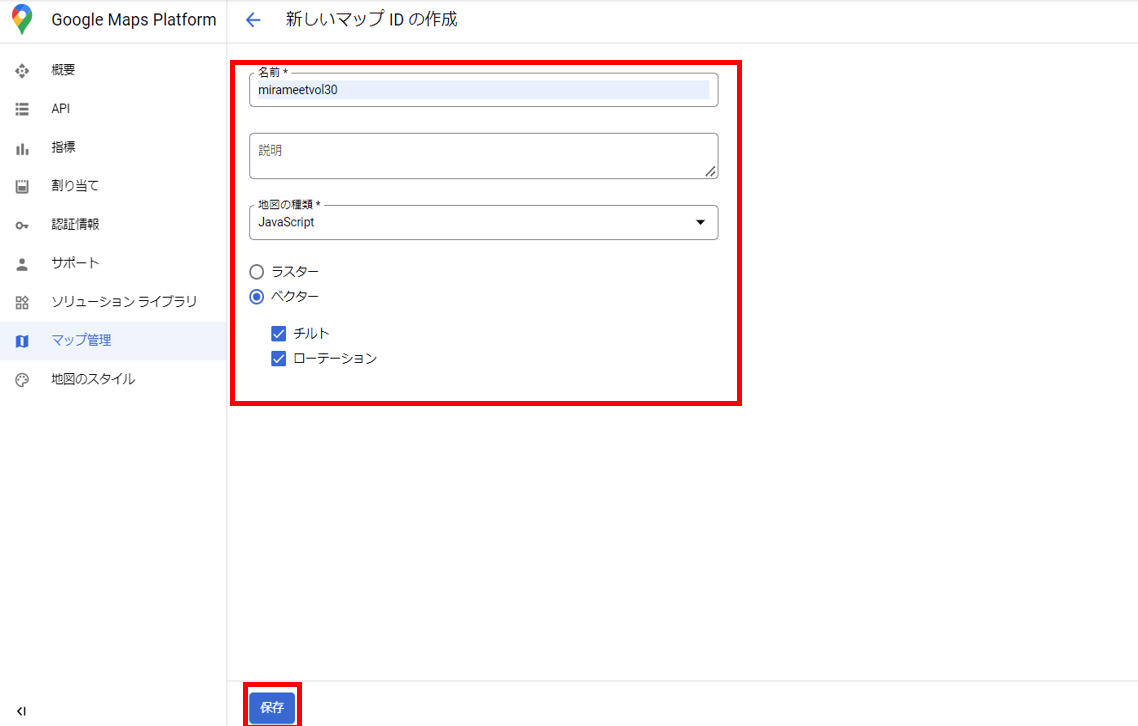 Google Maps Platform
新しいマップ ID の作成
概要
API
指標
割り当て
認証情報
サポート
ソリューション ライブラリ
マップ管理
地図のスタイル
名前 *
mirameetvol30
説明
地図の種類 *
JavaScript
ラスター
ベクター
チルト
ローテーション
保存